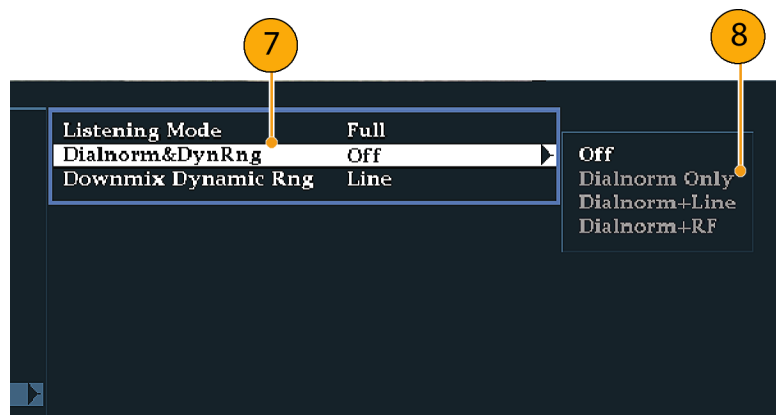 7
8
Listening Mode Full
Dialnorm&DynRng Off
Downmix Dynamic Rng Line
Off
Dialnorm Only
Dialnorm+Line
Dialnorm+RF